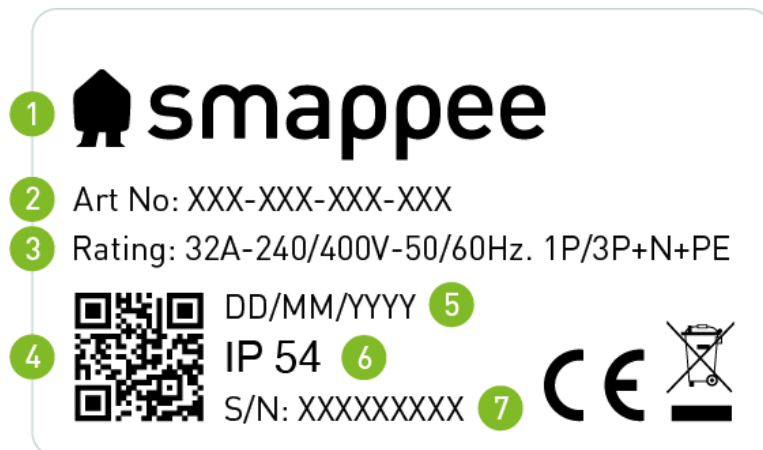 1 smappee
2 Art No: XXX-XXX-XXX-XXX
3 Rating: 32A-240/400V-50/60Hz. 1P/3P+N+PE
DD/MM/YYYY 5
4 IP 54 6
S/N: XXXXXXXXX 7
CE